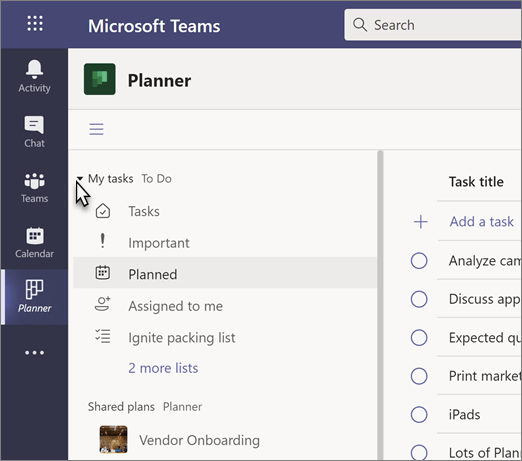 Microsoft Teams
Search
Activity
Chat
Teams
Calendar
Planner
Planner
My tasks To Do
Tasks
Important
Planned
Assigned to me
Ignite packing list
2 more lists
Shared plans Planner
Vendor Onboarding
Task title
Add a task
Analyze cam
Discuss app
Expected qu
Print market
iPads
Lots of Plan